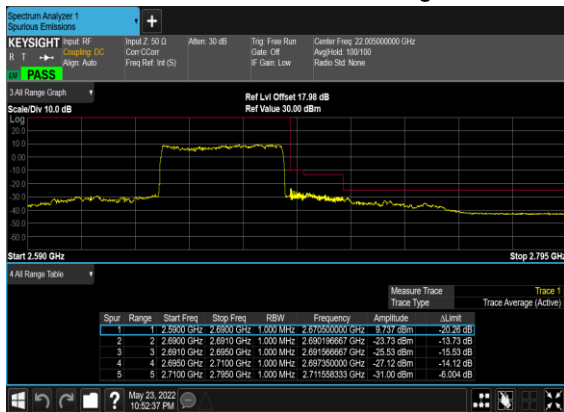 Spectrum Analyzer 1
Spurious Emissions
+
KEYSIGHT Input: RF Input Z: 50 Ω Atten: 30 dB Trig: Free Run Center Freq: 22.005000000 GHz
R T Coupling: DC Corr CCorr Gate: Off Avg|Hold: 100/100
Align: Auto Freq Ref: Int (S) IF Gain: Low Radio Std: None
PASS
3 All Range Graph
Ref Lvl Offset 17.98 dB
Scale/Div 10.0 dB Ref Value 30.00 dBm
Log
20.0
10.0
0.00
-10.0
-20.0
-30.0
-40.0
-50.0
-60.0
Start 2.590 GHz Stop 2.795 GHz
4 All Range Table
Measure Trace Trace 1
Trace Type Trace Average (Active)
Spur Range Start Freq Stop Freq RBW Frequency Amplitude ΔLimit
1 1 2.5900 GHz 2.6900 GHz 1.000 MHz 2.670500000 GHz 9.737 dBm -20.26 dB
2 2 2.6900 GHz 2.6910 GHz 1.000 MHz 2.690196667 GHz -23.73 dBm -13.73 dB
3 3 2.6910 GHz 2.6950 GHz 1.000 MHz 2.691566667 GHz -25.53 dBm -15.53 dB
4 4 2.6950 GHz 2.7100 GHz 1.000 MHz 2.697350000 GHz -27.12 dBm -14.12 dB
5 5 2.7100 GHz 2.7950 GHz 1.000 MHz 2.711558333 GHz -31.00 dBm -6.004 dB
? May 23, 2022
10:52:37 PM